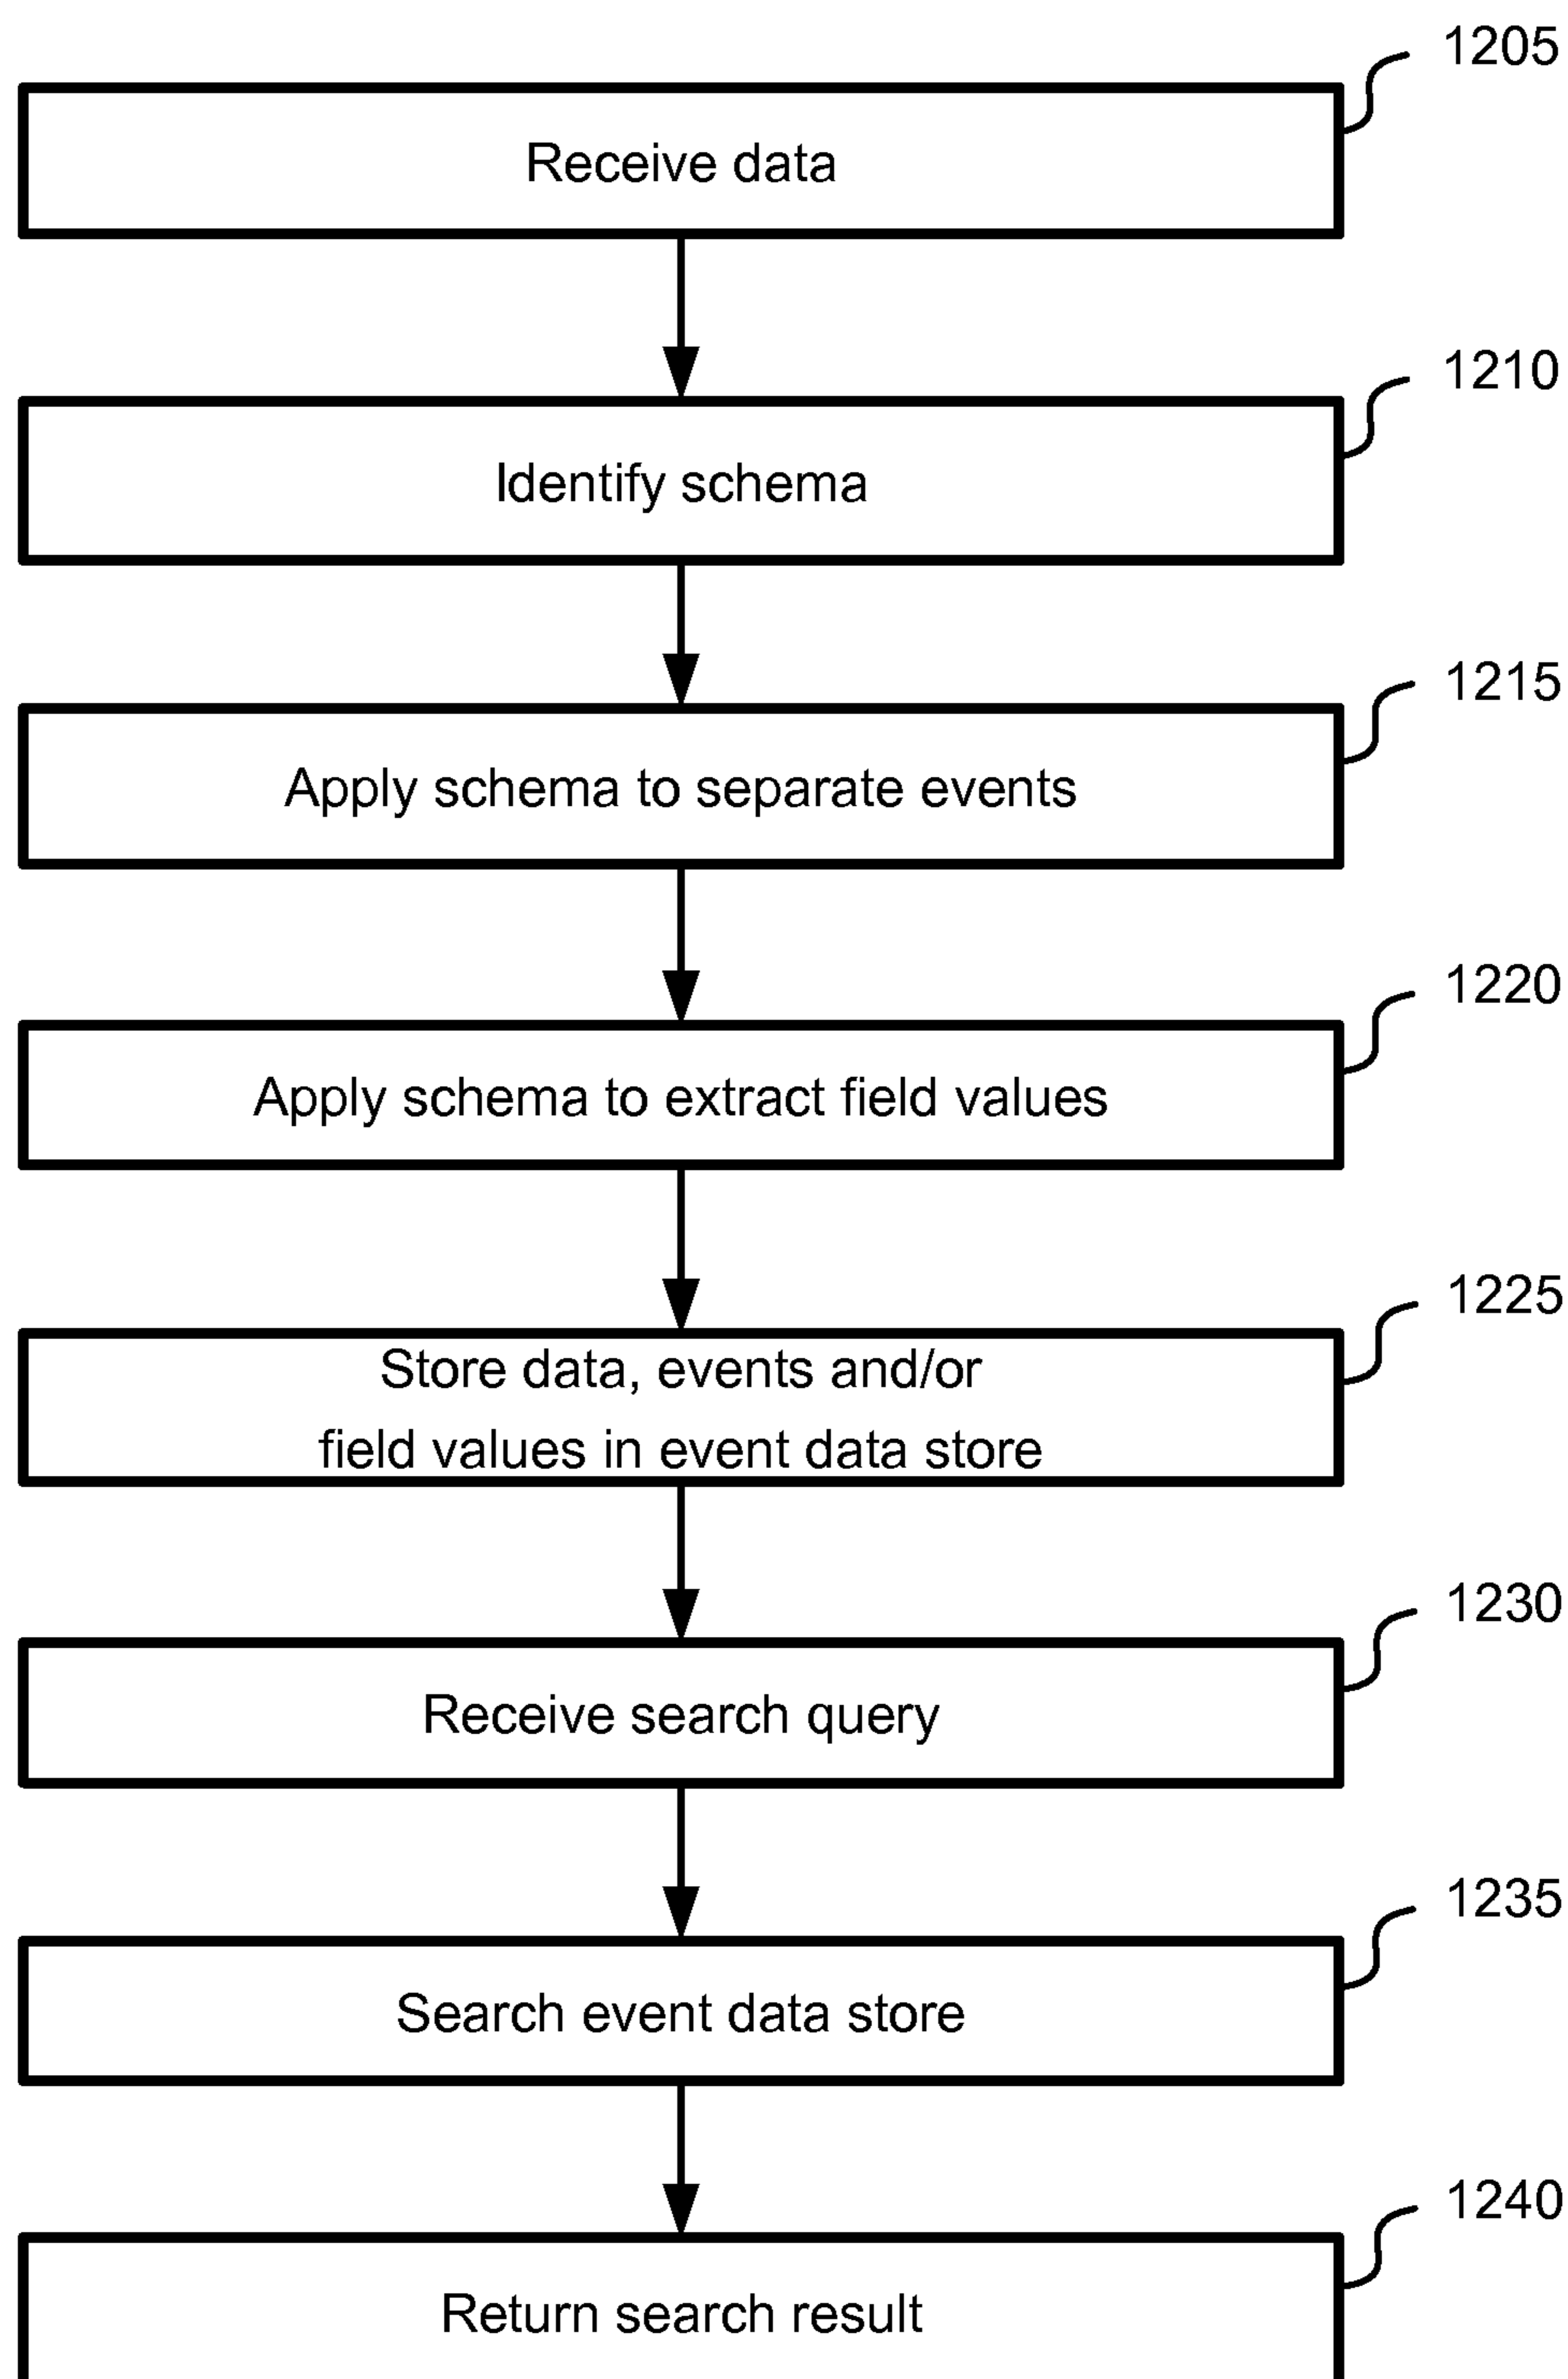 1205
Receive data
1210
Identify schema
1215
Apply schema to separate events
1220
Apply schema to extract field values
1225
Store data, events and/or
field values in event data store
1230
Receive search query
1235
Search event data store
1240
Return search result